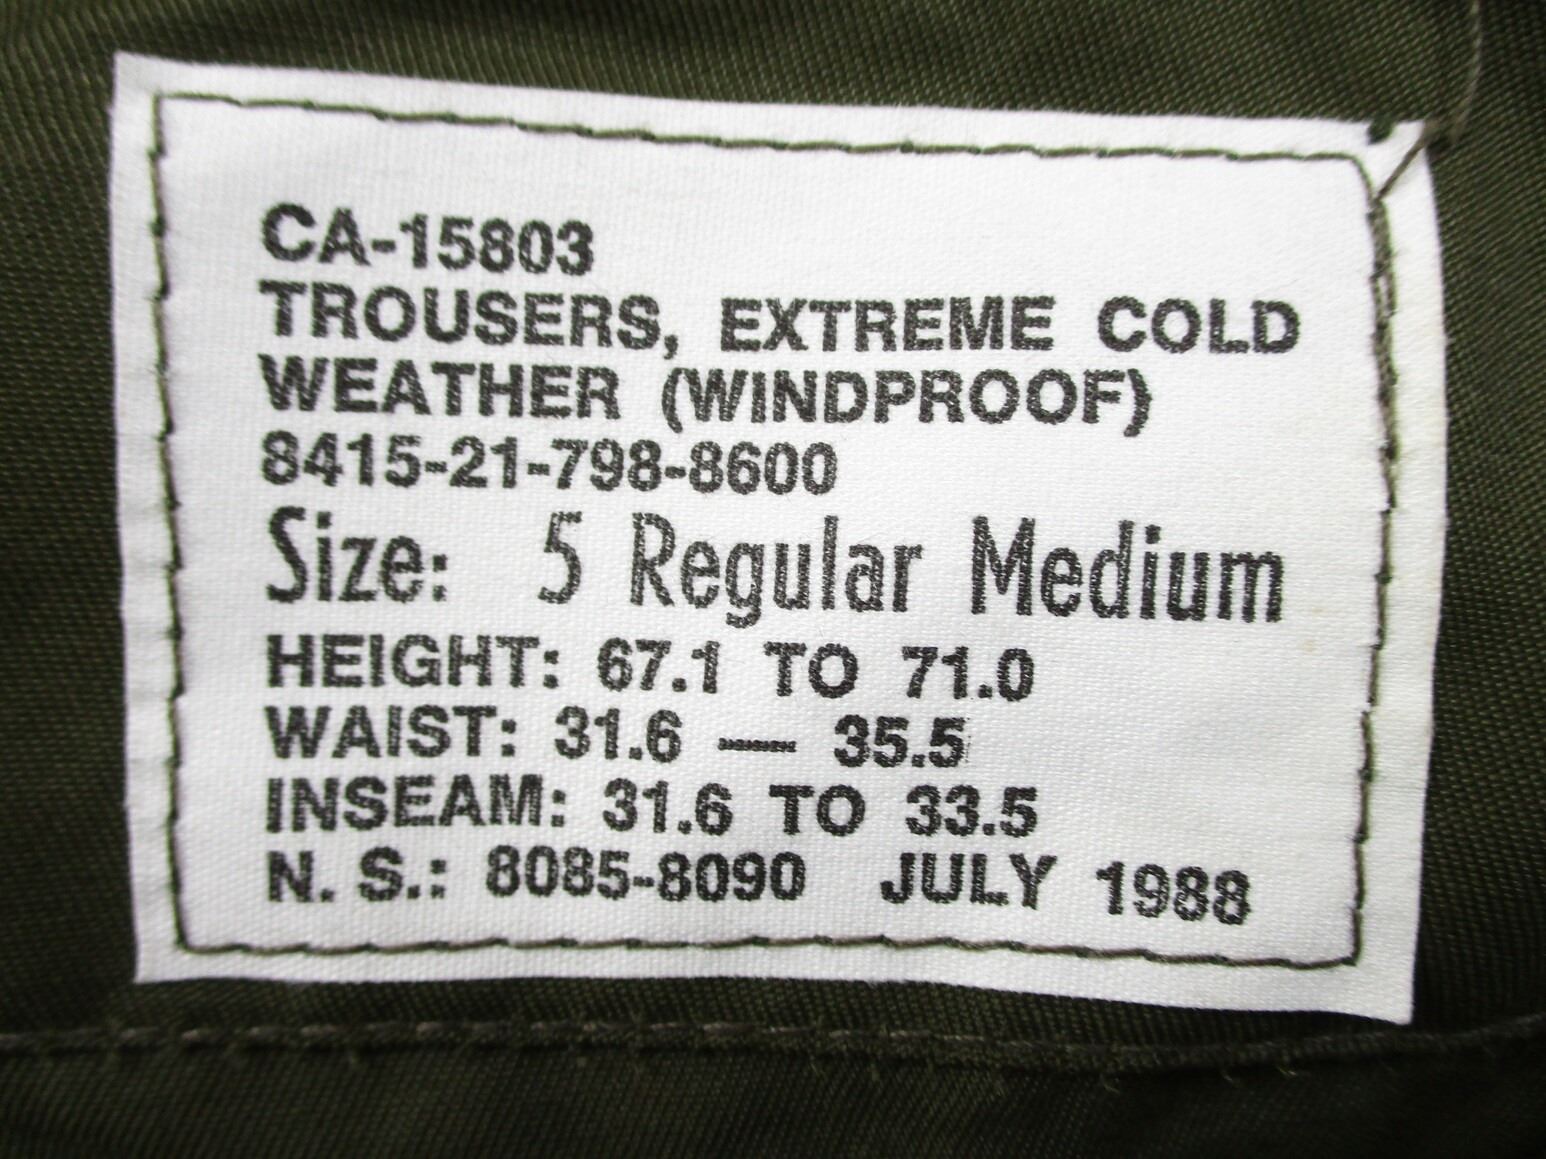 CA-15803
TROUSERS, EXTREME COLD
WEATHER (WINDPROOF)
8415-21-798-8600
Size: 5 Regular Medium
HEIGHT: 67.1 TO 71.0
WAIST: 31.6 — 35.5
INSEAM: 31.6 TO 33.5
N. S.: 8085-8090 JULY 1988